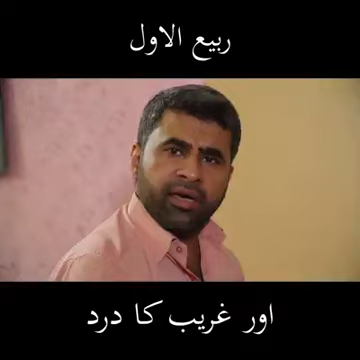 ربیع الاول
اور غریب کا درد